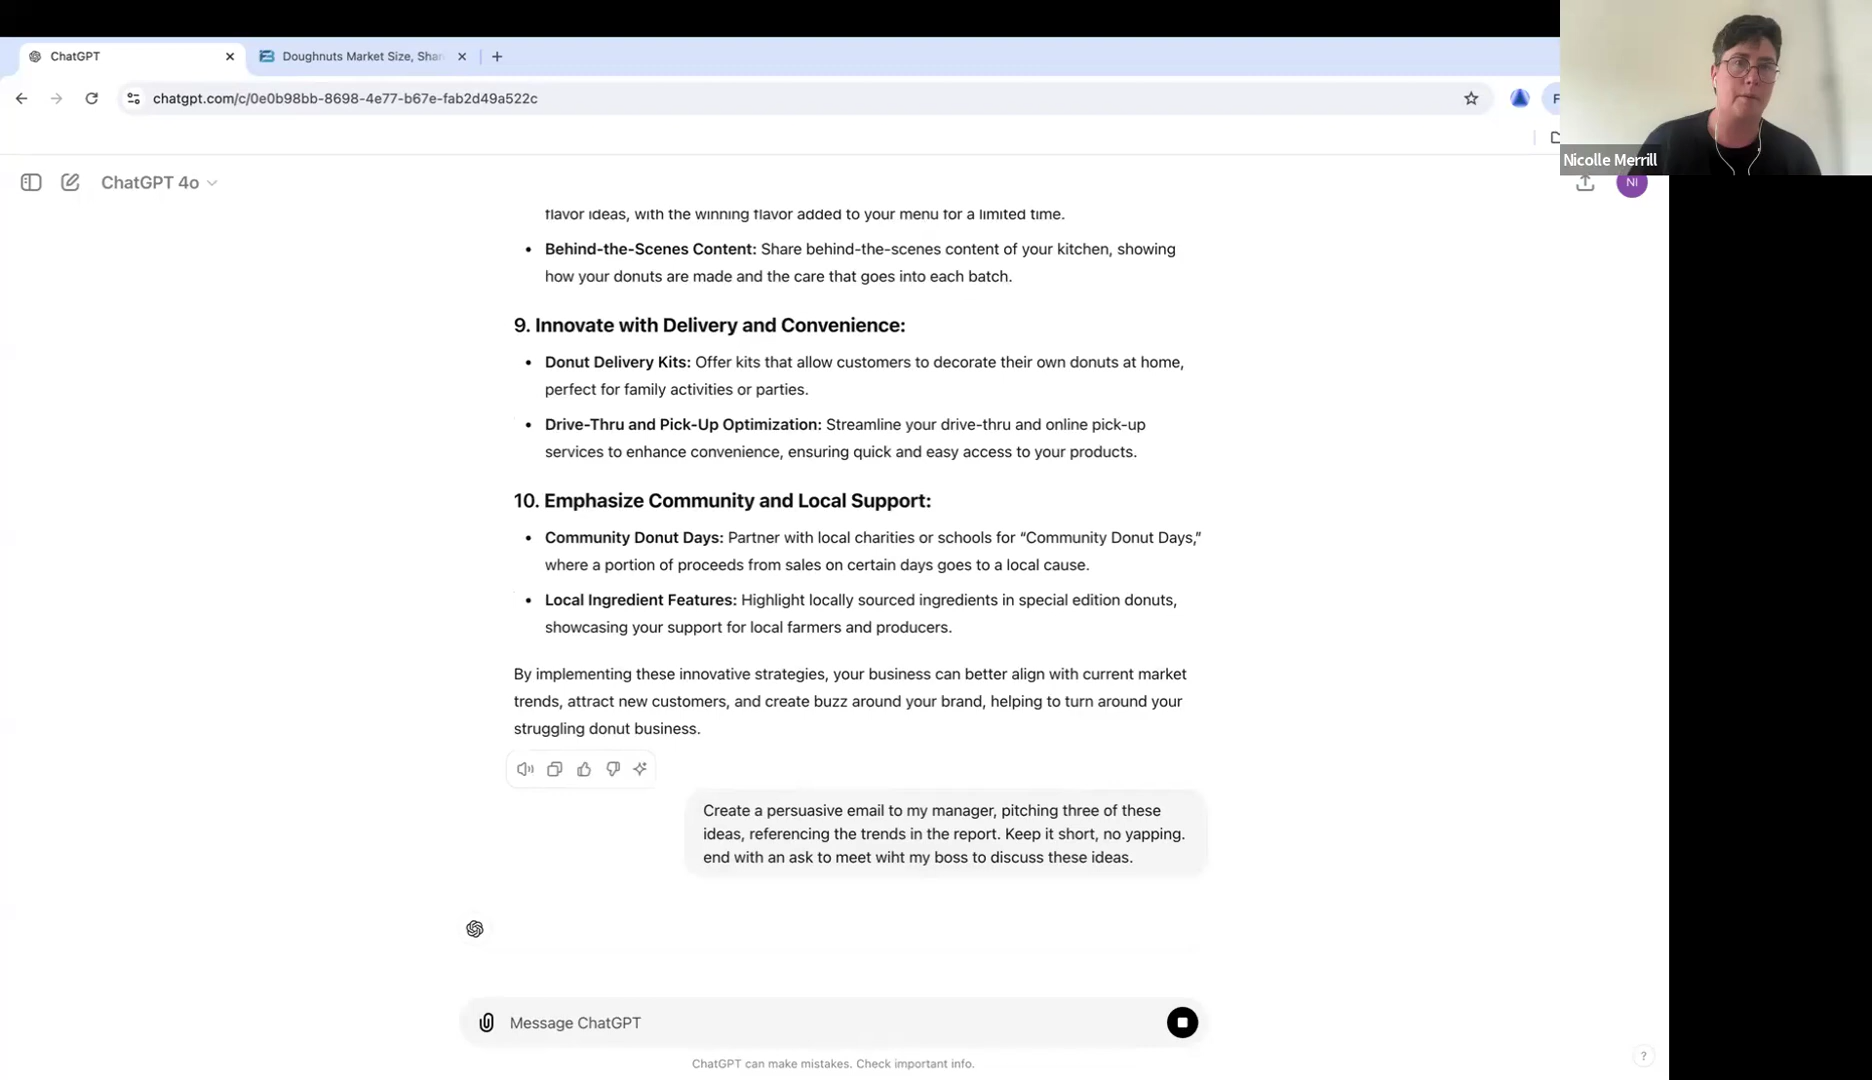 ChatGPT
Doughnuts Market Size, Shar
chatgpt.com/c/0e0b98bb-8698-4e77-b67e-fab2d49a522c
F
Nicolle Merrill
ChatGPT 4o
NI
flavor ideas, with the winning flavor added to your menu for a limited time.
• Behind-the-Scenes Content: Share behind-the-scenes content of your kitchen, showing
how your donuts are made and the care that goes into each batch.
9. Innovate with Delivery and Convenience:
• Donut Delivery Kits: Offer kits that allow customers to decorate their own donuts at home,
perfect for family activities or parties.
• Drive-Thru and Pick-Up Optimization: Streamline your drive-thru and online pick-up
services to enhance convenience, ensuring quick and easy access to your products.
10. Emphasize Community and Local Support:
• Community Donut Days: Partner with local charities or schools for “Community Donut Days,”
where a portion of proceeds from sales on certain days goes to a local cause.
• Local Ingredient Features: Highlight locally sourced ingredients in special edition donuts,
showcasing your support for local farmers and producers.
By implementing these innovative strategies, your business can better align with current market
trends, attract new customers, and create buzz around your brand, helping to turn around your
struggling donut business.
Create a persuasive email to my manager, pitching three of these
ideas, referencing the trends in the report. Keep it short, no yapping.
end with an ask to meet wiht my boss to discuss these ideas.
Message ChatGPT
ChatGPT can make mistakes. Check important info.
?